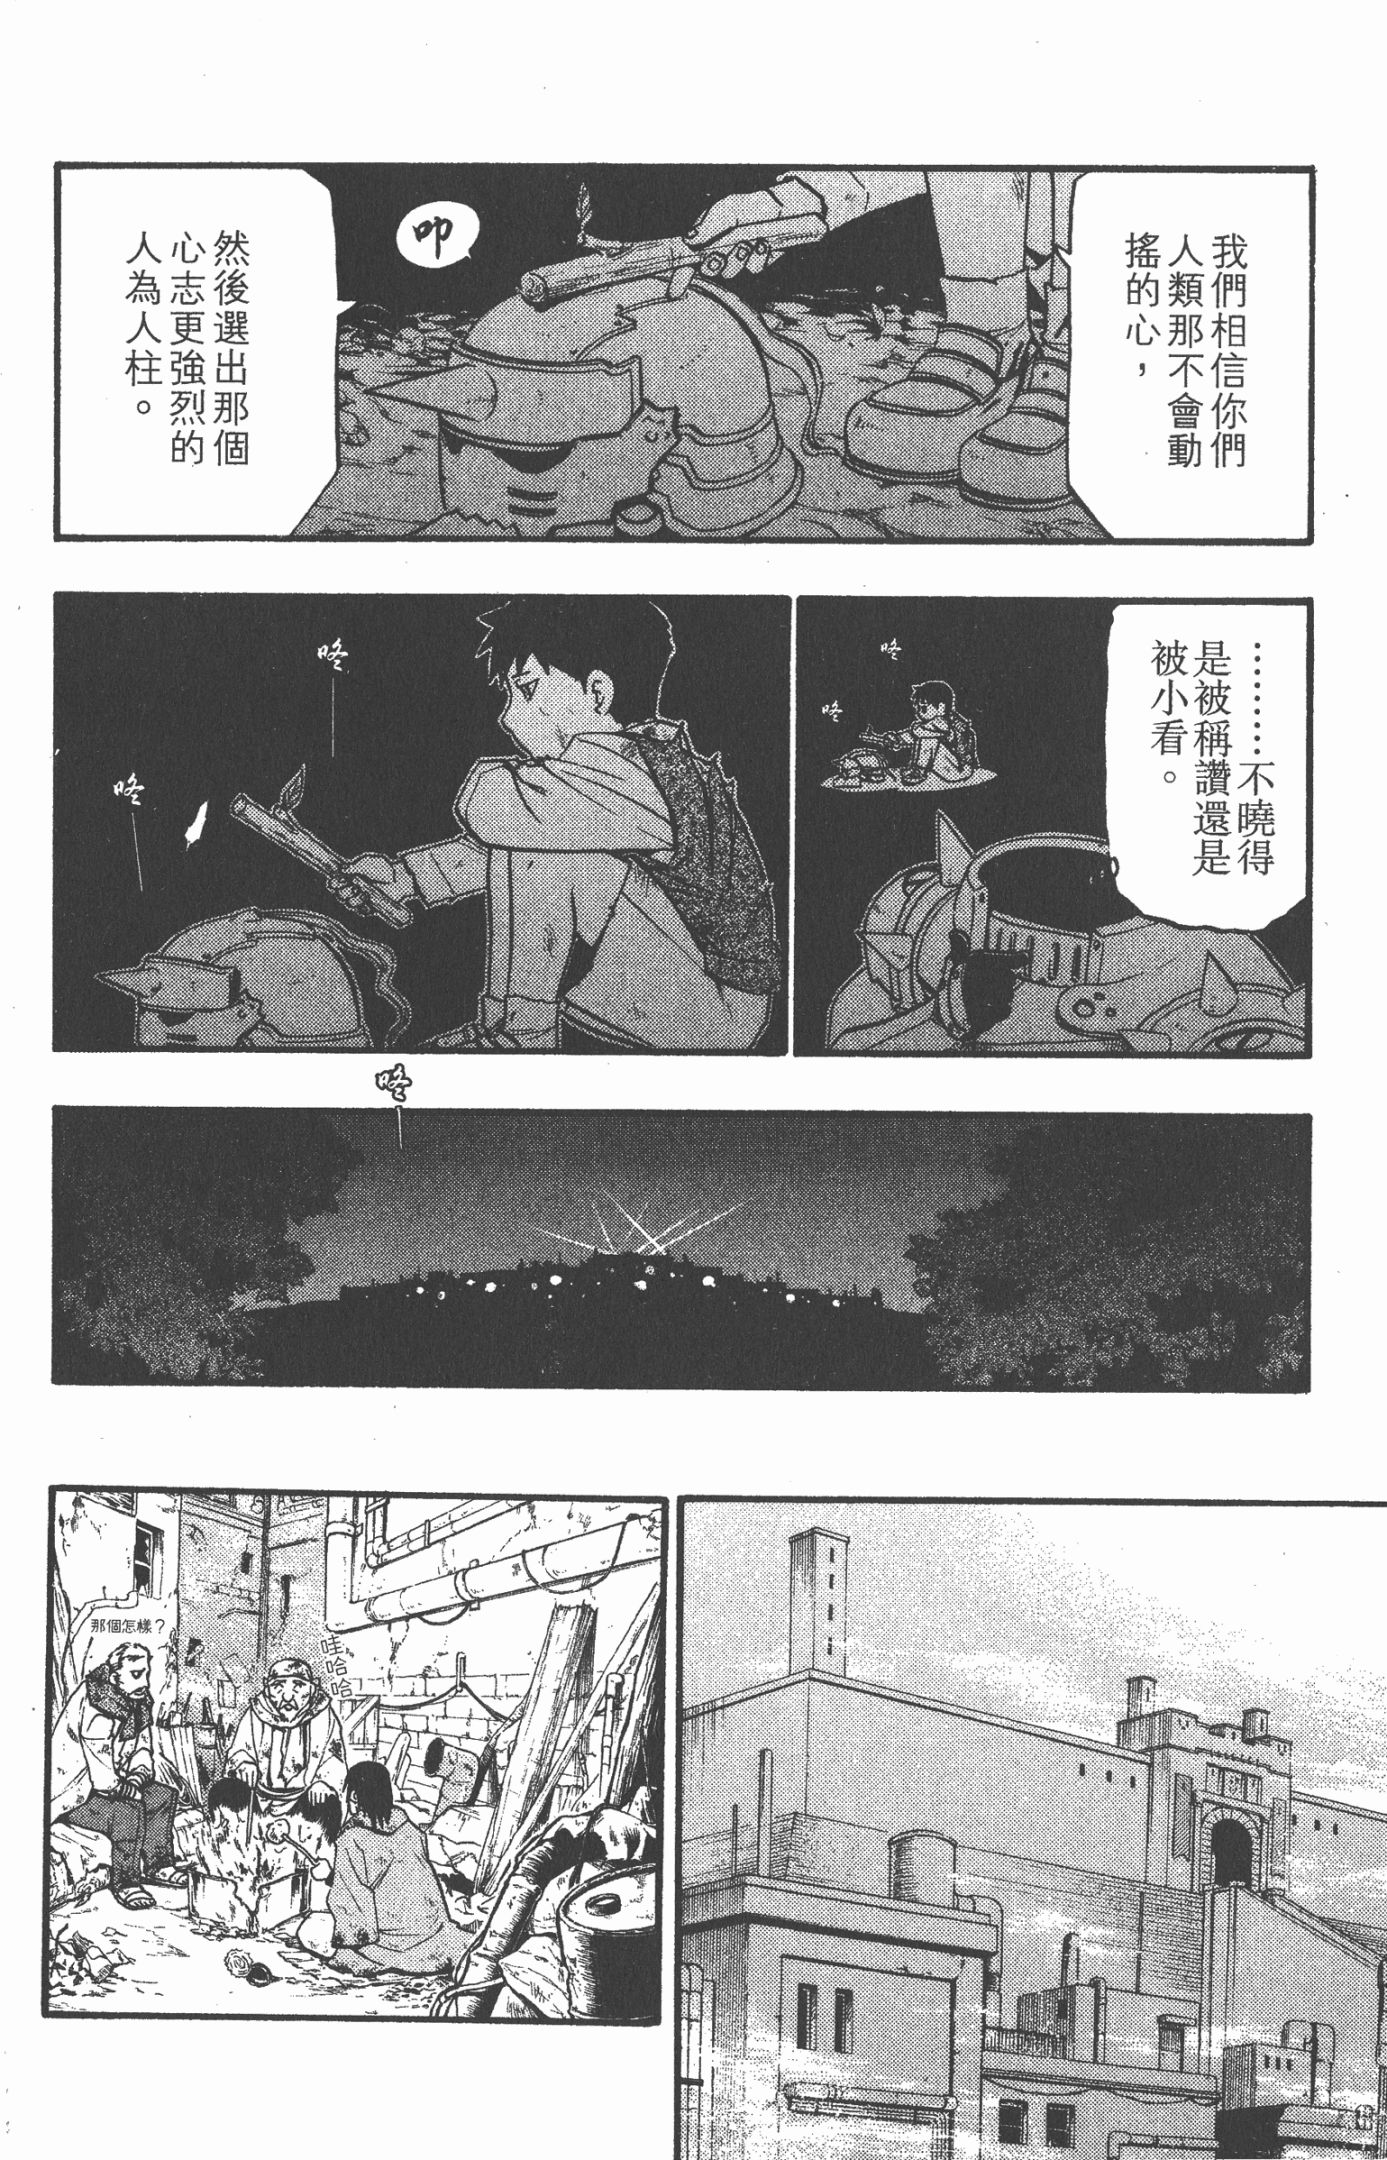 我們相信你們
人類那不會動
搖的心，
叩
然後選出那個
心志更強烈的
人為人柱。
………不曉得
是被稱讚還是
被小看。
咚
咚
咚
咚
咚
那個怎樣？
哇哈哈